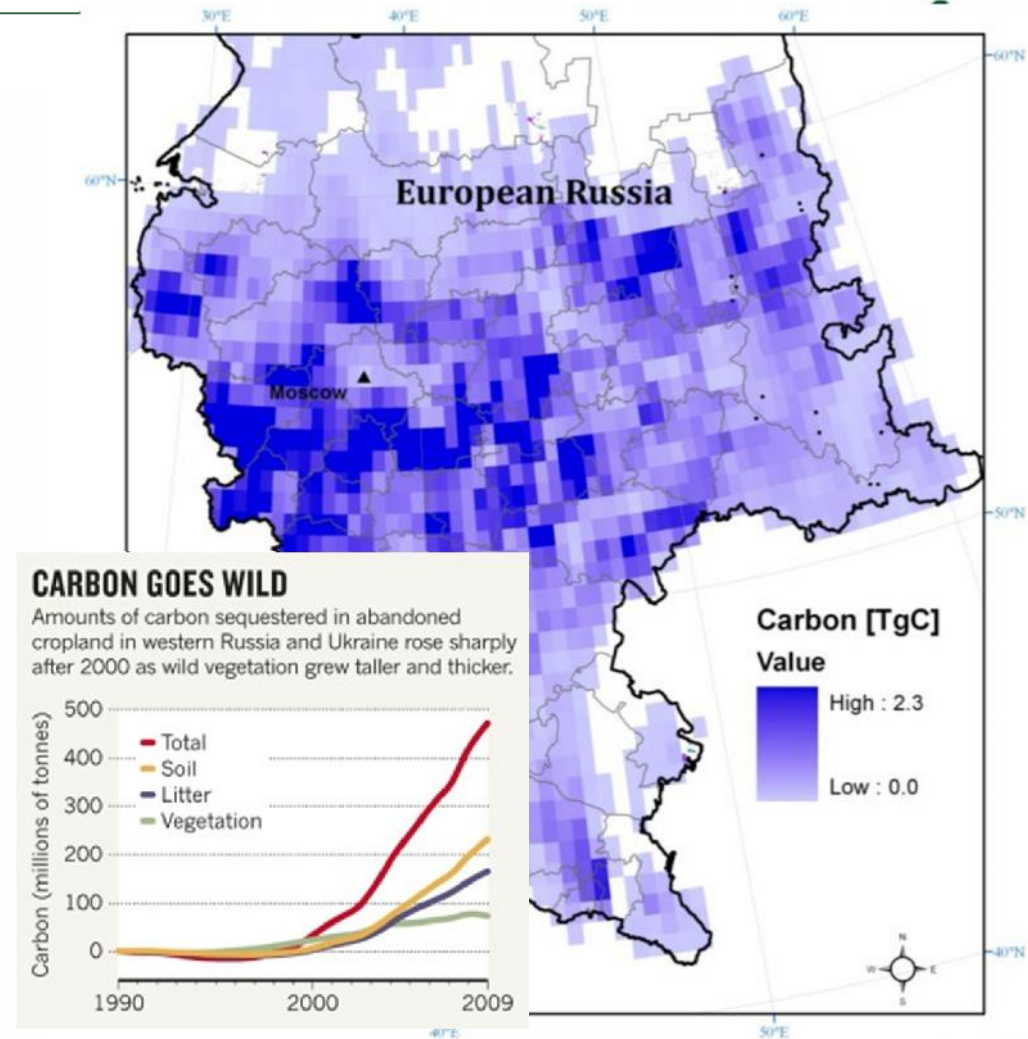 30°E
40°E
50°E
60°E
60°N
60°N
European Russia
Moscow
50°N
CARBON GOES WILD
Amounts of carbon sequestered in abandoned
cropland in western Russia and Ukraine rose sharply
after 2000 as wild vegetation grew taller and thicker.
Carbon (millions of tonnes)
500
400
300
200
100
0
Total
Soil
Litter
Vegetation
1990
2000
2009
Carbon [TgC]
Value
High : 2.3
Low : 0.0
N
W
E
S
40°N
40°E
50°E